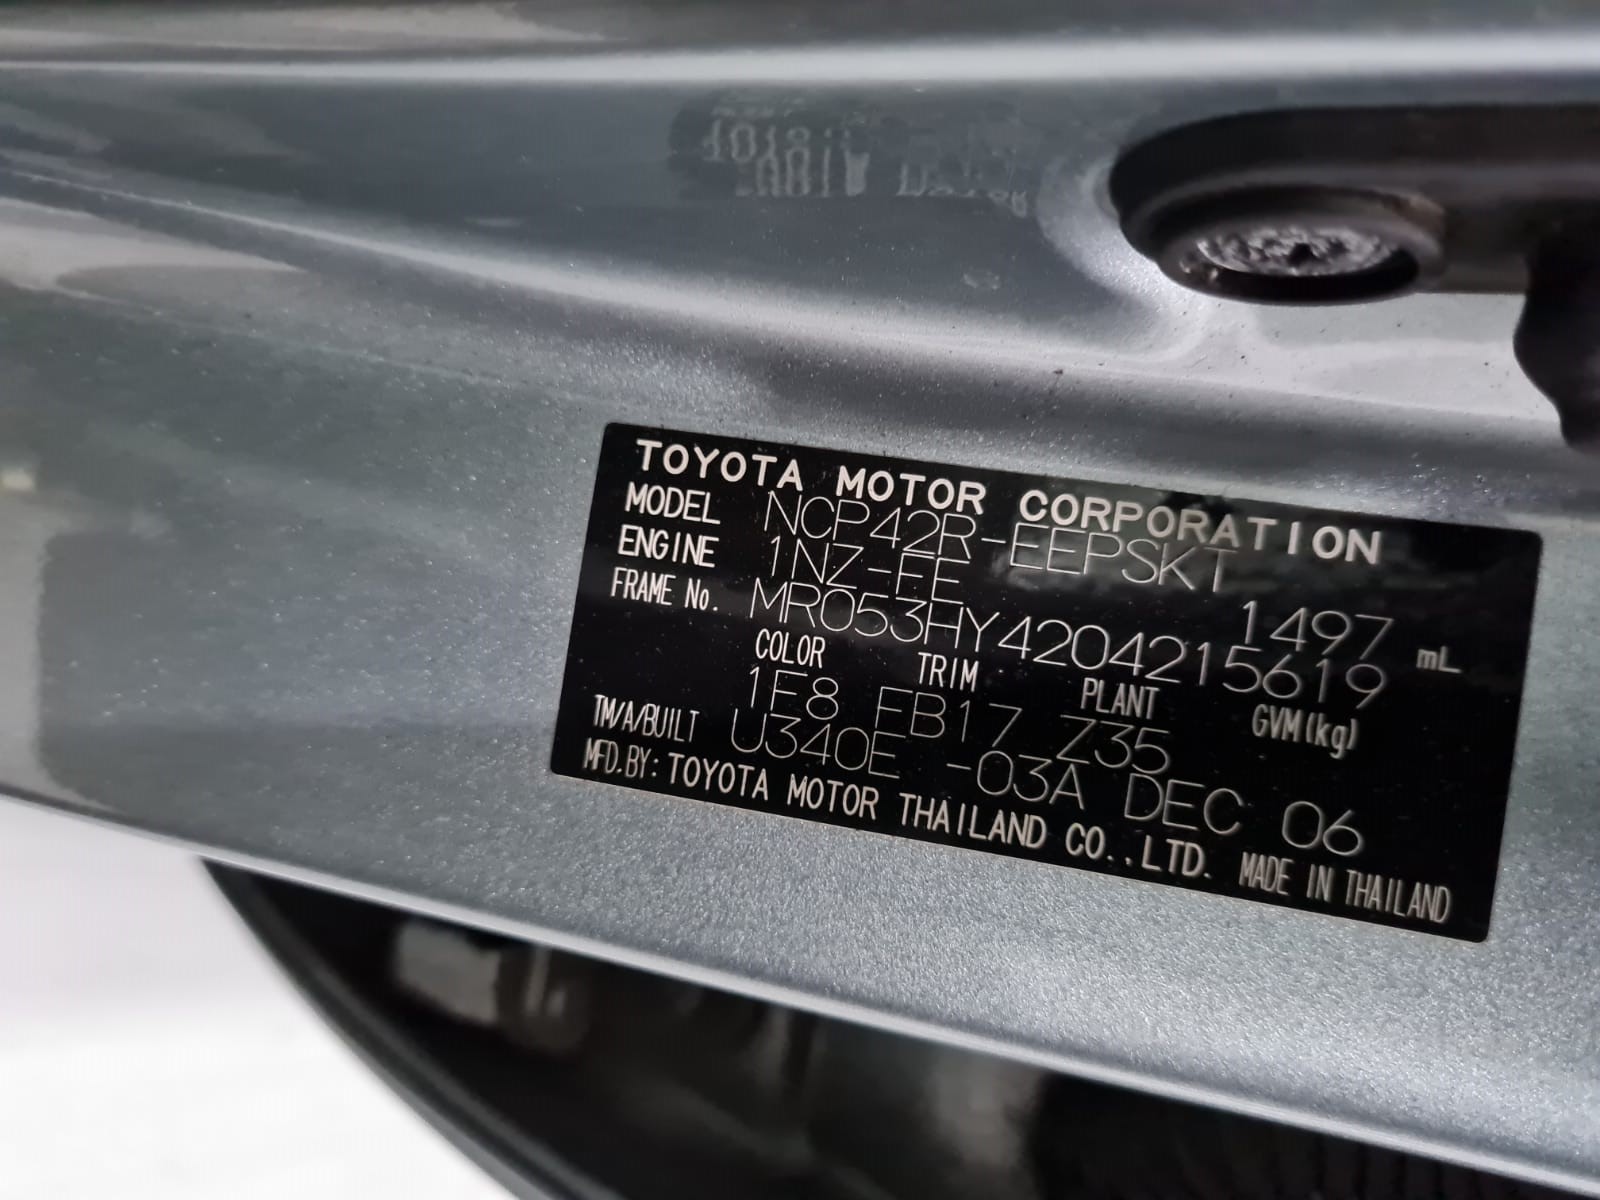 TOYOTA MOTOR CORPORATION
MODEL NCP42R-EEPSKT
ENGINE 1NZ-FE 1497 mL
FRAME No. MR053HY4204215619
COLOR TRIM PLANT GVM(kg)
1F8 FB17 Z35
TM/A/BUILT U340E -03A DEC 06
MFD.BY: TOYOTA MOTOR THAILAND CO.,LTD. MADE IN THAILAND